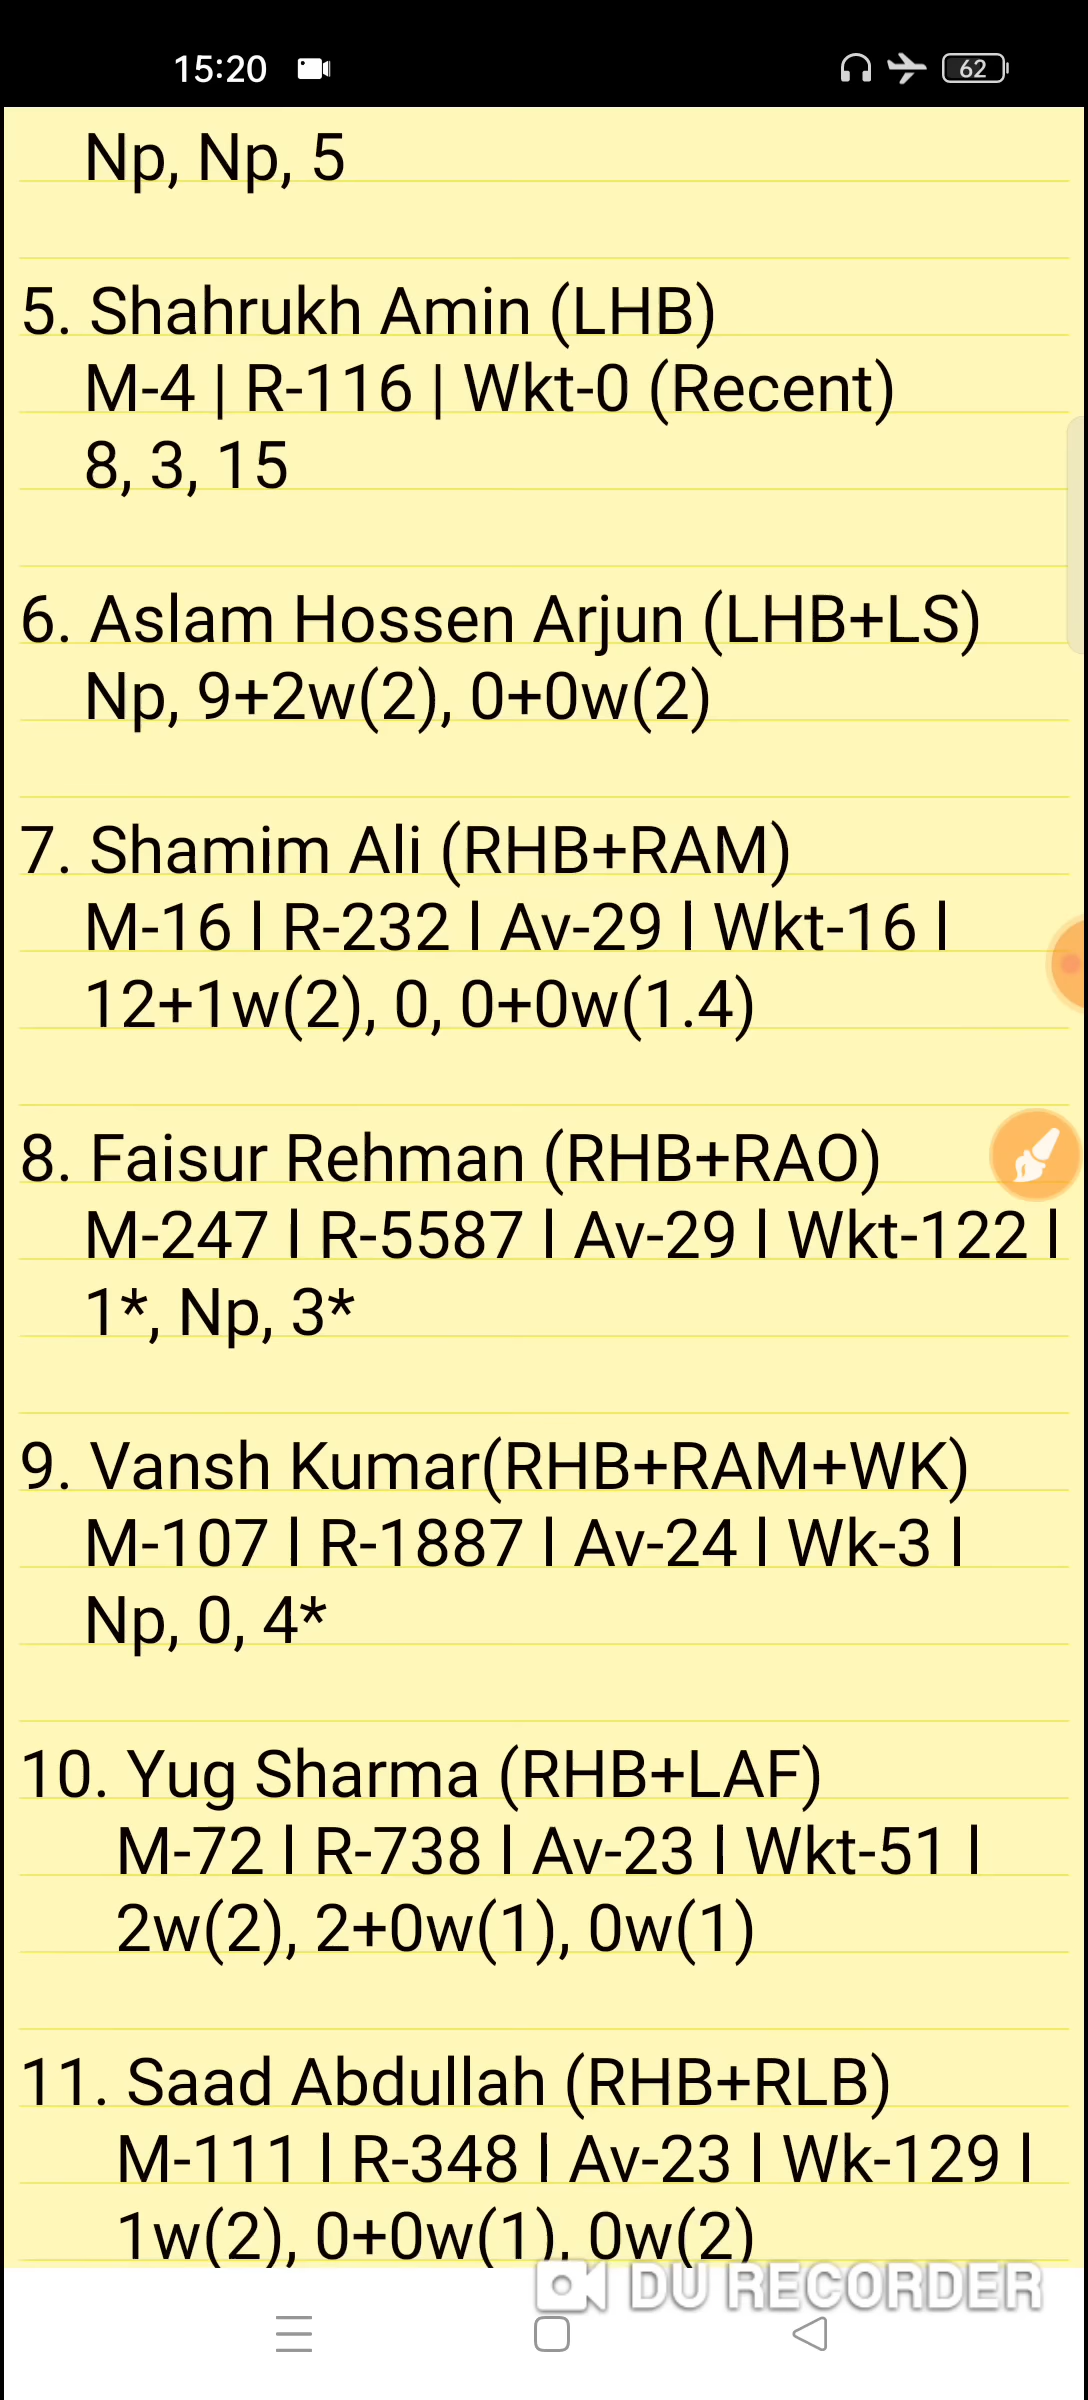 15:20
62
Np, Np, 5
5. Shahrukh Amin (LHB)
M-4 | R-116 | Wkt-0 (Recent)
8, 3, 15
6. Aslam Hossen Arjun (LHB+LS)
Np, 9+2w(2), 0+0w(2)
7. Shamim Ali (RHB+RAM)
M-16 l R-232 l Av-29 l Wkt-16 l
12+1w(2), 0, 0+0w(1.4)
8. Faisur Rehman (RHB+RAO)
M-247 l R-5587 l Av-29 l Wkt-122 l
1*, Np, 3*
9. Vansh Kumar(RHB+RAM+WK)
M-107 l R-1887 l Av-24 l Wk-3 l
Np, 0, 4*
10. Yug Sharma (RHB+LAF)
M-72 l R-738 l Av-23 l Wkt-51 l
2w(2), 2+0w(1), 0w(1)
11. Saad Abdullah (RHB+RLB)
M-111 l R-348 l Av-23 l Wk-129 l
1w(2), 0+0w(1), 0w(2)
DU RECORDER